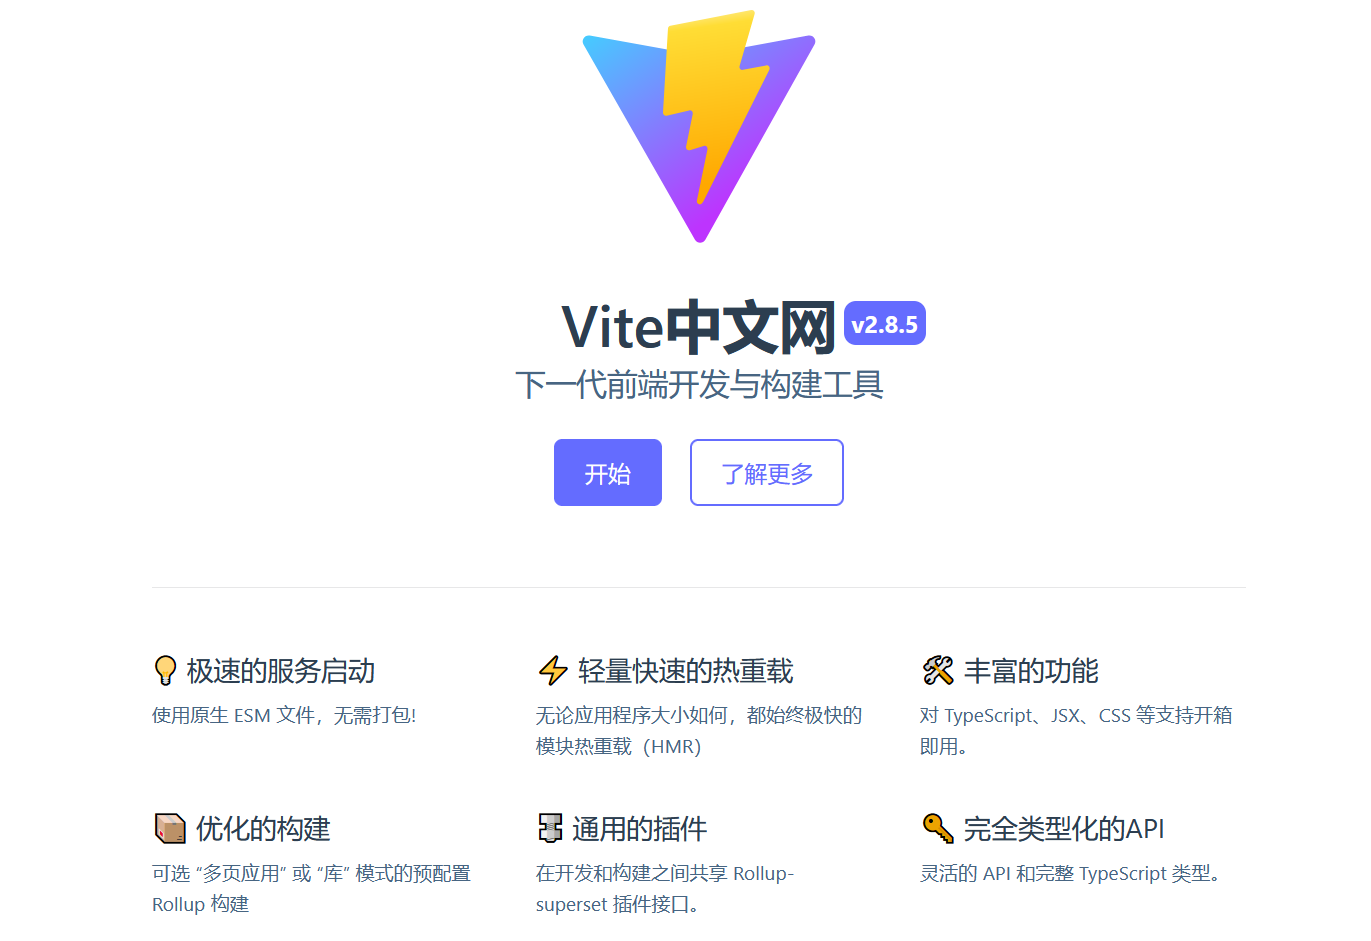 Vite中文网 v2.8.5
下一代前端开发与构建工具
开始
了解更多
极速的服务启动
使用原生 ESM 文件，无需打包!
轻量快速的热重载
无论应用程序大小如何，都始终极快的
模块热重载（HMR）
丰富的功能
对 TypeScript、JSX、CSS 等支持开箱
即用。
优化的构建
可选 “多页应用” 或 “库” 模式的预配置
Rollup 构建
通用的插件
在开发和构建之间共享 Rollup-
superset 插件接口。
完全类型化的API
灵活的 API 和完整 TypeScript 类型。